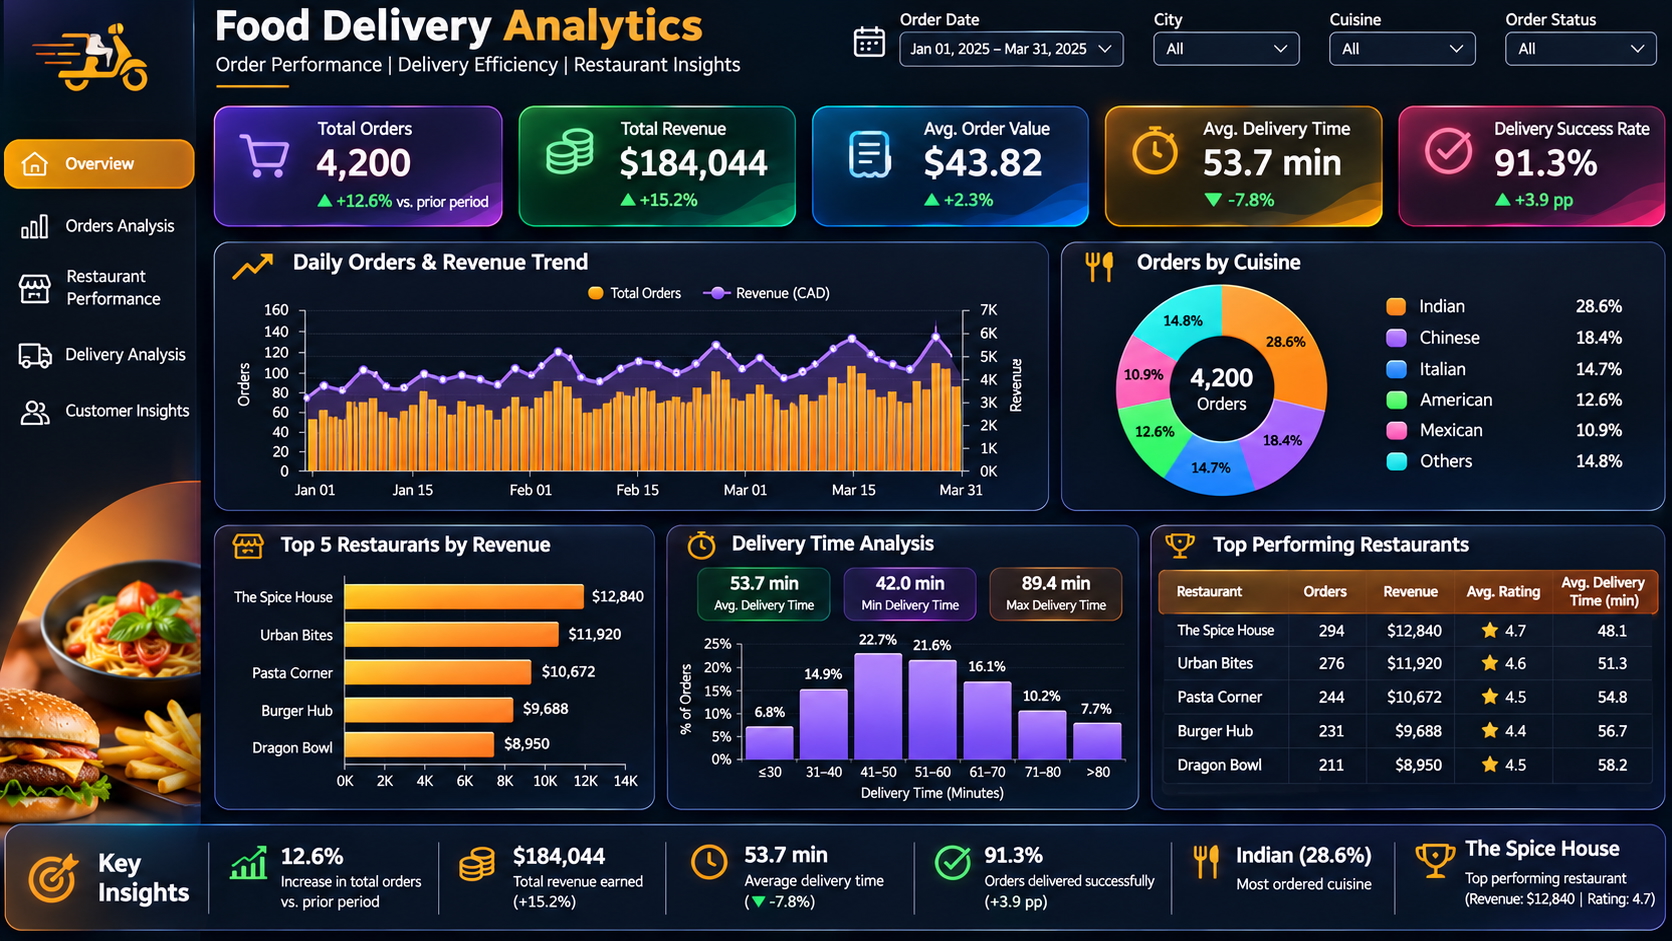 Food Delivery Analytics
Order Performance | Delivery Efficiency | Restaurant Insights
Order Date
Jan 01, 2025 – Mar 31, 2025
City
All
Cuisine
All
Order Status
All
Overview
Orders Analysis
Restaurant
Performance
Delivery Analysis
Customer Insights
Total Orders
4,200
▲ +12.6% vs. prior period
Total Revenue
$184,044
▲ +15.2%
Avg. Order Value
$43.82
▲ +2.3%
Avg. Delivery Time
53.7 min
▼ -7.8%
Delivery Success Rate
91.3%
▲ +3.9 pp
Daily Orders & Revenue Trend
Total Orders
Revenue (CAD)
Orders
160
140
120
100
80
60
40
20
0
7K
6K
5K
4K
3K
2K
1K
0K
Revenue
Jan 01
Jan 15
Feb 01
Feb 15
Mar 01
Mar 15
Mar 31
Orders by Cuisine
28.6%
18.4%
14.7%
12.6%
10.9%
14.8%
4,200
Orders
Indian 28.6%
Chinese 18.4%
Italian 14.7%
American 12.6%
Mexican 10.9%
Others 14.8%
Top 5 Restaurants by Revenue
The Spice House $12,840
Urban Bites $11,920
Pasta Corner $10,672
Burger Hub $9,688
Dragon Bowl $8,950
0K 2K 4K 6K 8K 10K 12K 14K
Delivery Time Analysis
53.7 min
Avg. Delivery Time
42.0 min
Min Delivery Time
89.4 min
Max Delivery Time
% of Orders
25%
20%
15%
10%
5%
0%
6.8%
14.9%
22.7%
21.6%
16.1%
10.2%
7.7%
≤30 31–40 41–50 51–60 61–70 71–80 >80
Delivery Time (Minutes)
Top Performing Restaurants
Restaurant Orders Revenue Avg. Rating Avg. Delivery
Time (min)
The Spice House 294 $12,840 4.7 48.1
Urban Bites 276 $11,920 4.6 51.3
Pasta Corner 244 $10,672 4.5 54.8
Burger Hub 231 $9,688 4.4 56.7
Dragon Bowl 211 $8,950 4.5 58.2
Key
Insights
12.6%
Increase in total orders
vs. prior period
$184,044
Total revenue earned
(+15.2%)
53.7 min
Average delivery time
(▼ -7.8%)
91.3%
Orders delivered successfully
(+3.9 pp)
Indian (28.6%)
Most ordered cuisine
The Spice House
Top performing restaurant
(Revenue: $12,840 | Rating: 4.7)